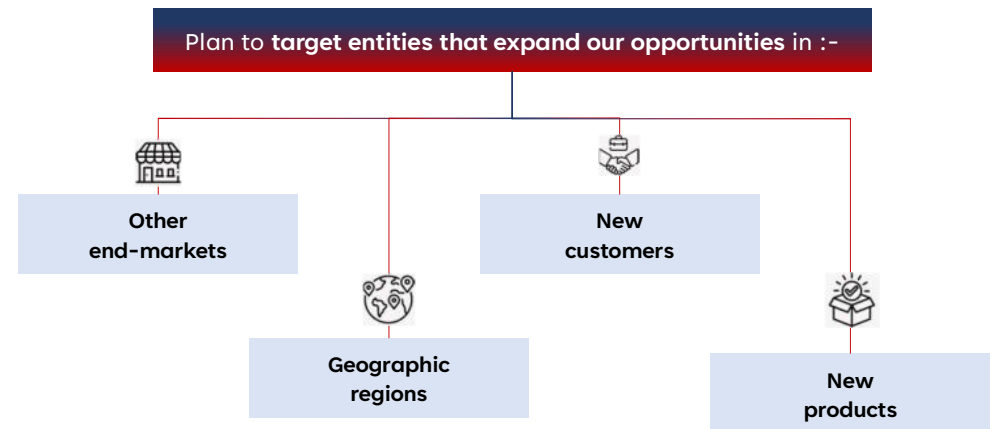 Plan to target entities that expand our opportunities in :-
Other
end-markets
New
customers
Geographic
regions
New
products